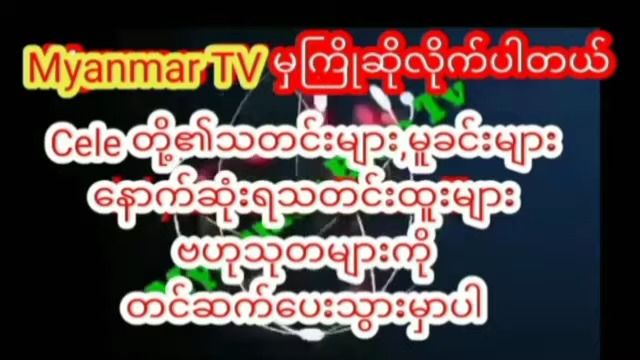 Myanmar TV မှကြိုဆိုလိုက်ပါတယ်
Cele တို့၏သတင်းများ,မူခင်းများ
နောက်ဆုံးရသတင်းထူးများ
ဗဟုသုတများကို
တင်ဆက်ပေးသွားမှာပါ